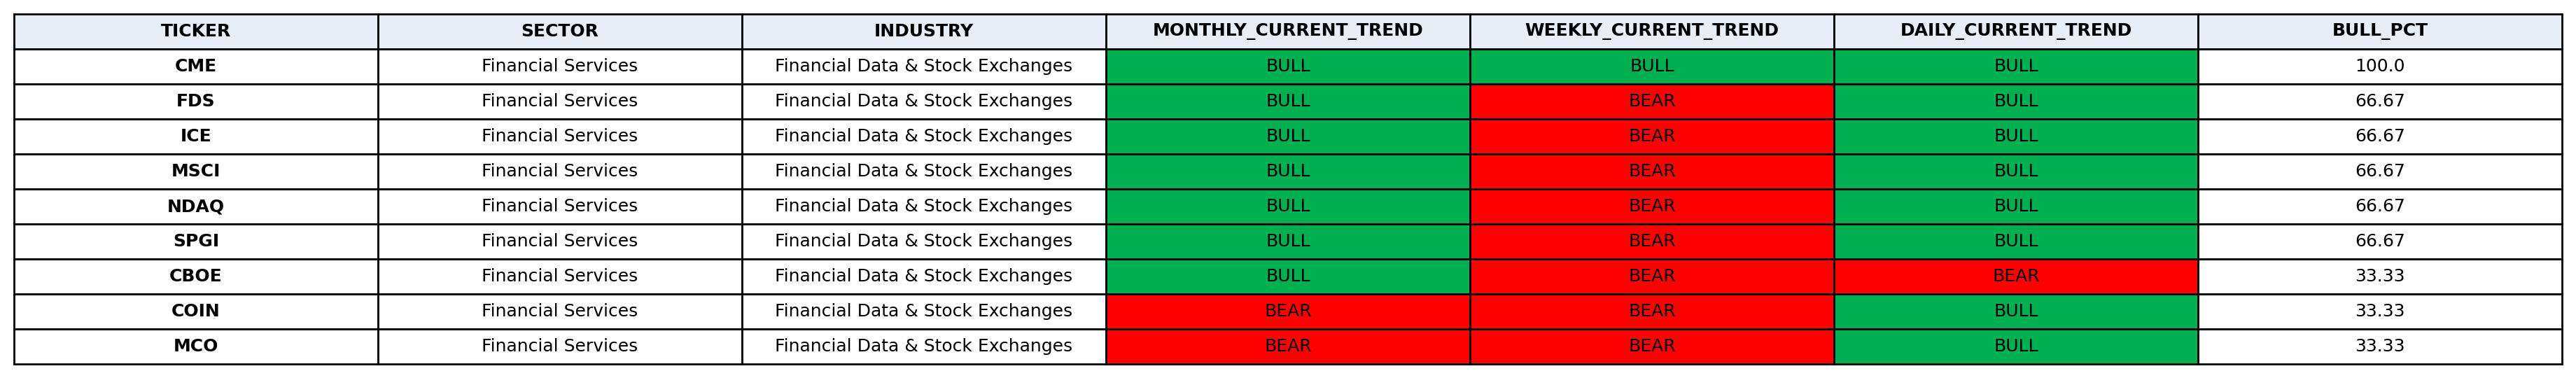 TICKER SECTOR INDUSTRY MONTHLY_CURRENT_TREND WEEKLY_CURRENT_TREND DAILY_CURRENT_TREND BULL_PCT
CME Financial Services Financial Data & Stock Exchanges BULL BULL BULL 100.0
FDS Financial Services Financial Data & Stock Exchanges BULL BEAR BULL 66.67
ICE Financial Services Financial Data & Stock Exchanges BULL BEAR BULL 66.67
MSCI Financial Services Financial Data & Stock Exchanges BULL BEAR BULL 66.67
NDAQ Financial Services Financial Data & Stock Exchanges BULL BEAR BULL 66.67
SPGI Financial Services Financial Data & Stock Exchanges BULL BEAR BULL 66.67
CBOE Financial Services Financial Data & Stock Exchanges BULL BEAR BEAR 33.33
COIN Financial Services Financial Data & Stock Exchanges BEAR BEAR BULL 33.33
MCO Financial Services Financial Data & Stock Exchanges BEAR BEAR BULL 33.33